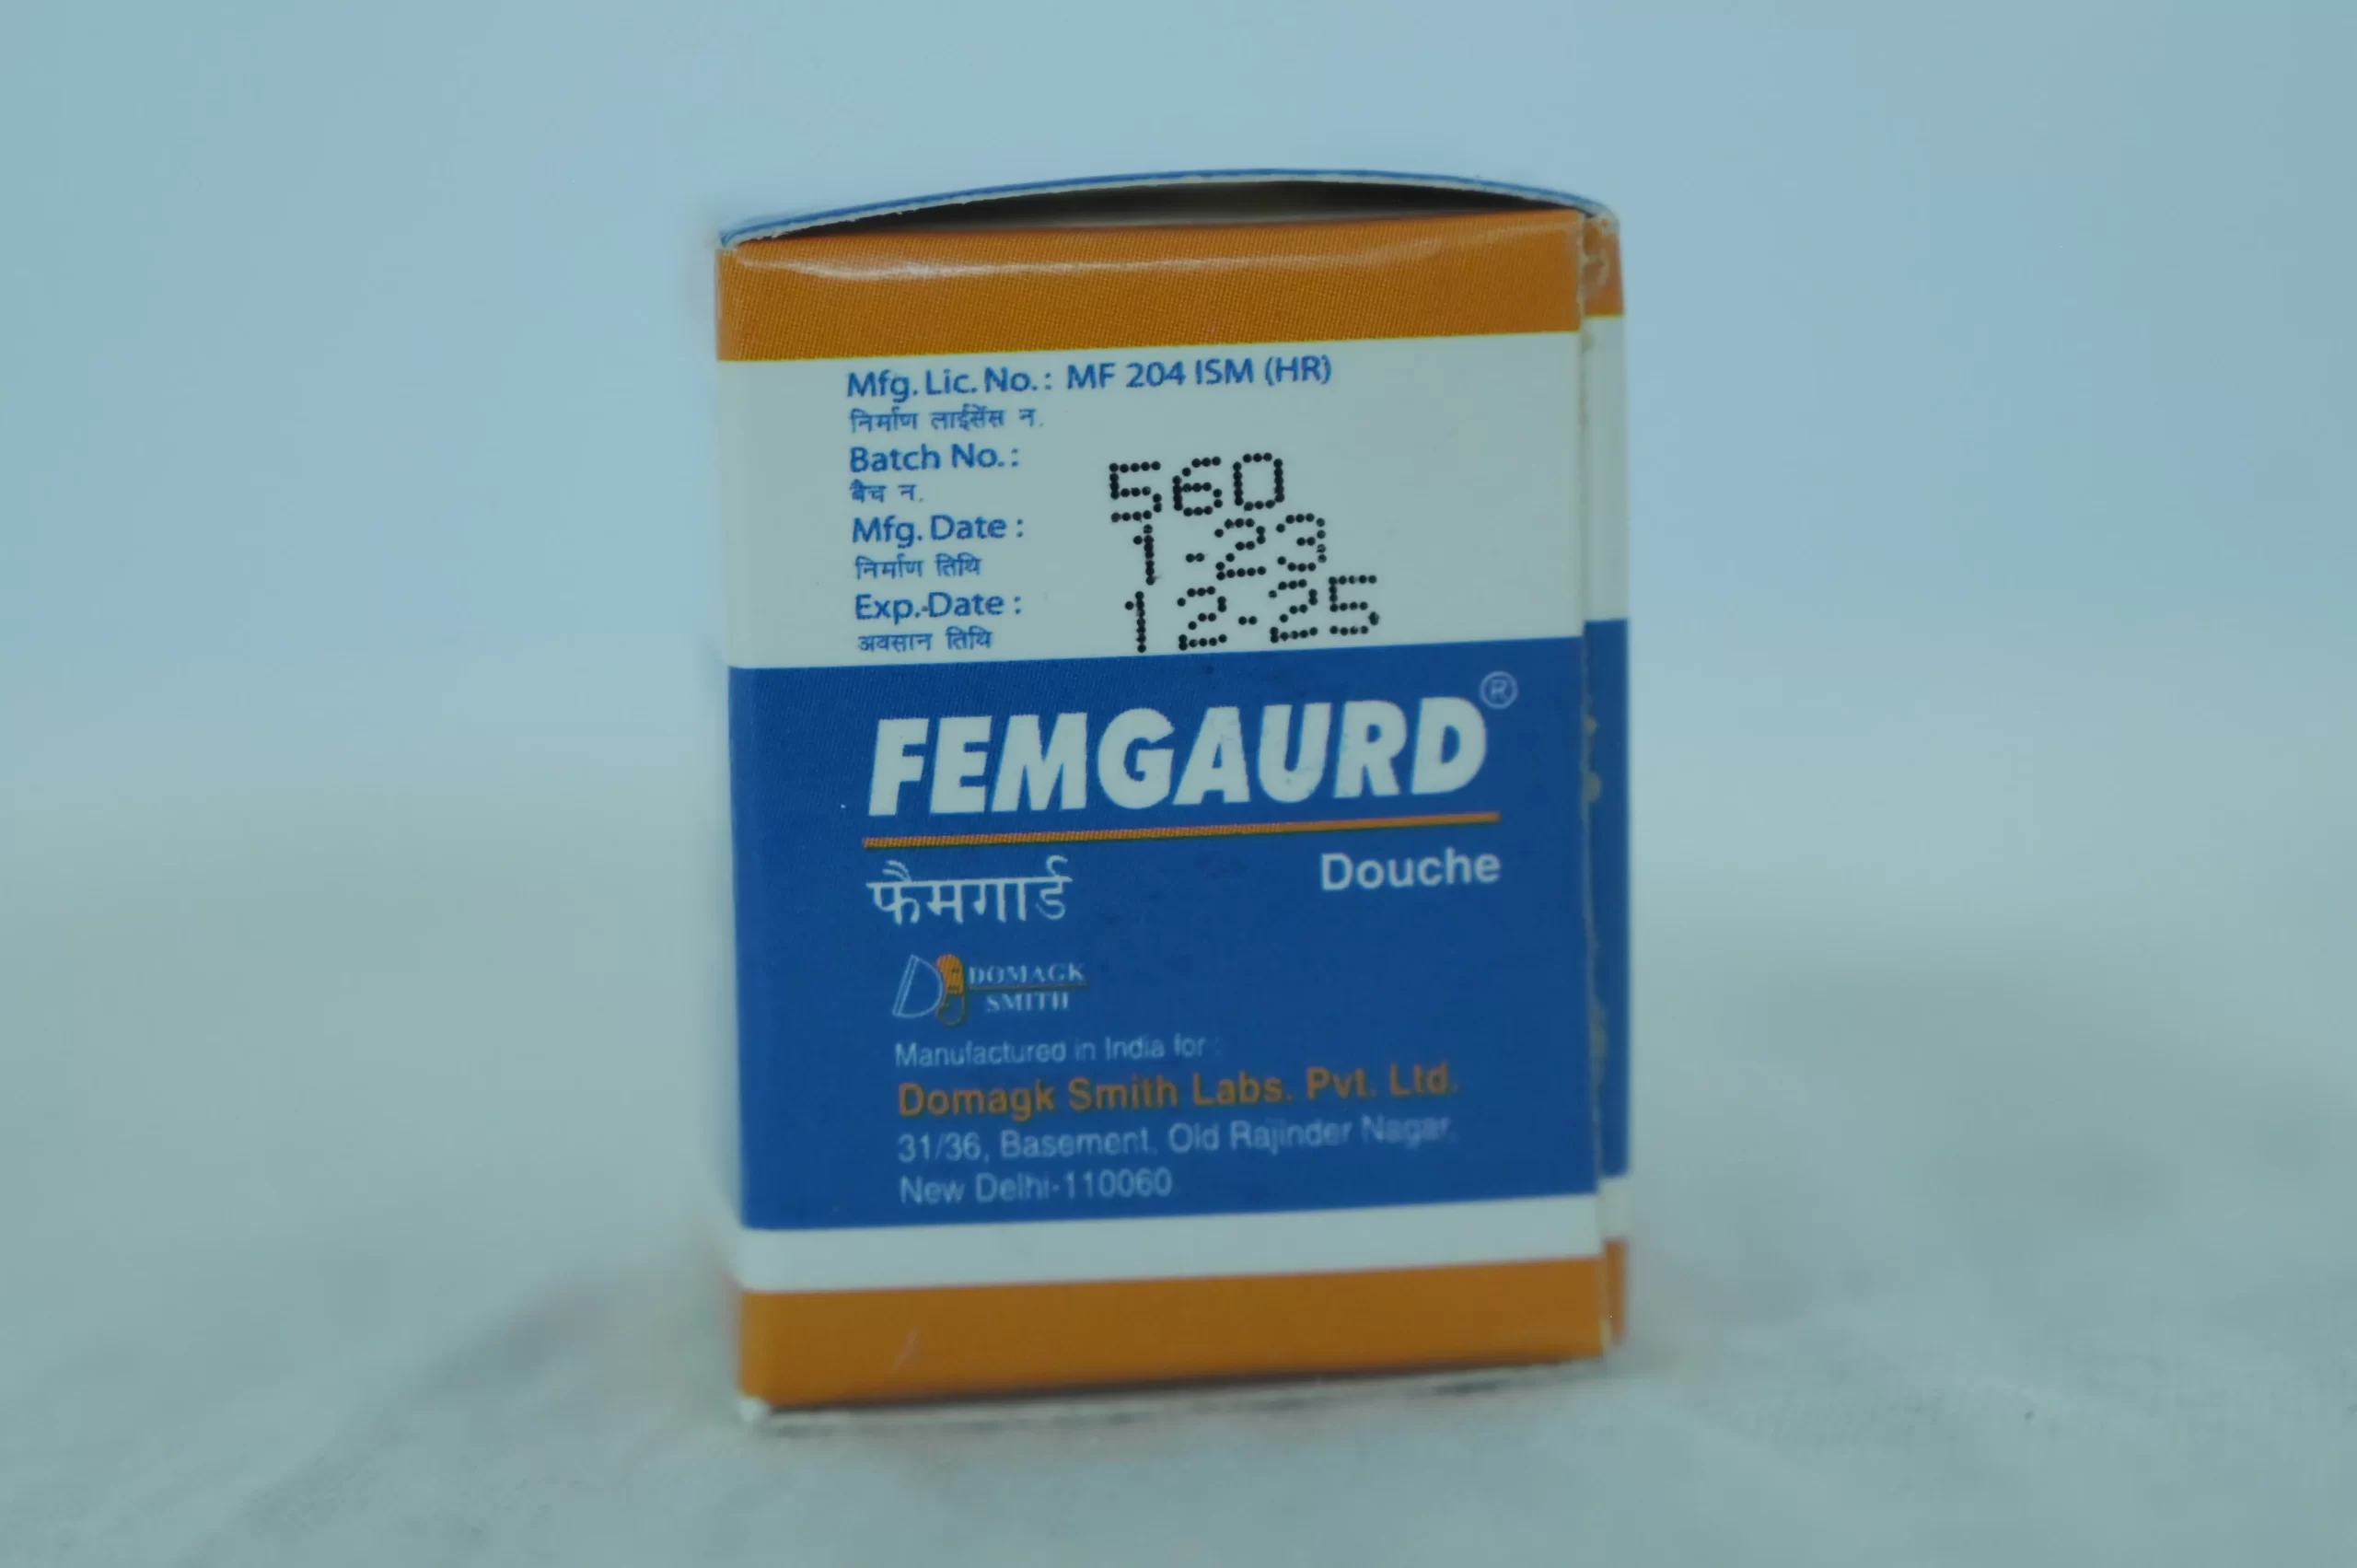 Mfg. Lic. No.: MF 204 ISM (HR)
निर्माण लाईसेंस न.
Batch No.: 560
बैच न.
Mfg. Date: 1-23
निर्माण तिथि
Exp.-Date: 12-25
अवसान तिथि
FEMGAURD®
फैमगार्ड Douche
DOMAGK
SMITH
Manufactured in India for :
Domagk Smith Labs. Pvt. Ltd.
31/36, Basement, Old Rajinder Nagar,
New Delhi-110060